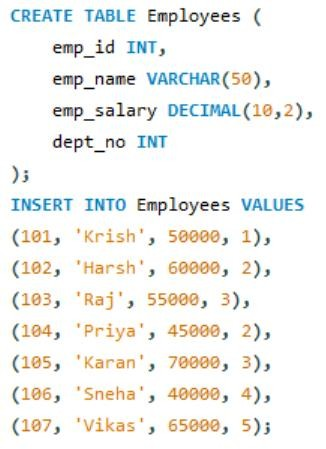 CREATE TABLE Employees (
    emp_id INT,
    emp_name VARCHAR(50),
    emp_salary DECIMAL(10,2),
    dept_no INT
);
INSERT INTO Employees VALUES
(101, 'Krish', 50000, 1),
(102, 'Harsh', 60000, 2),
(103, 'Raj', 55000, 3),
(104, 'Priya', 45000, 2),
(105, 'Karan', 70000, 3),
(106, 'Sneha', 40000, 4),
(107, 'Vikas', 65000, 5);